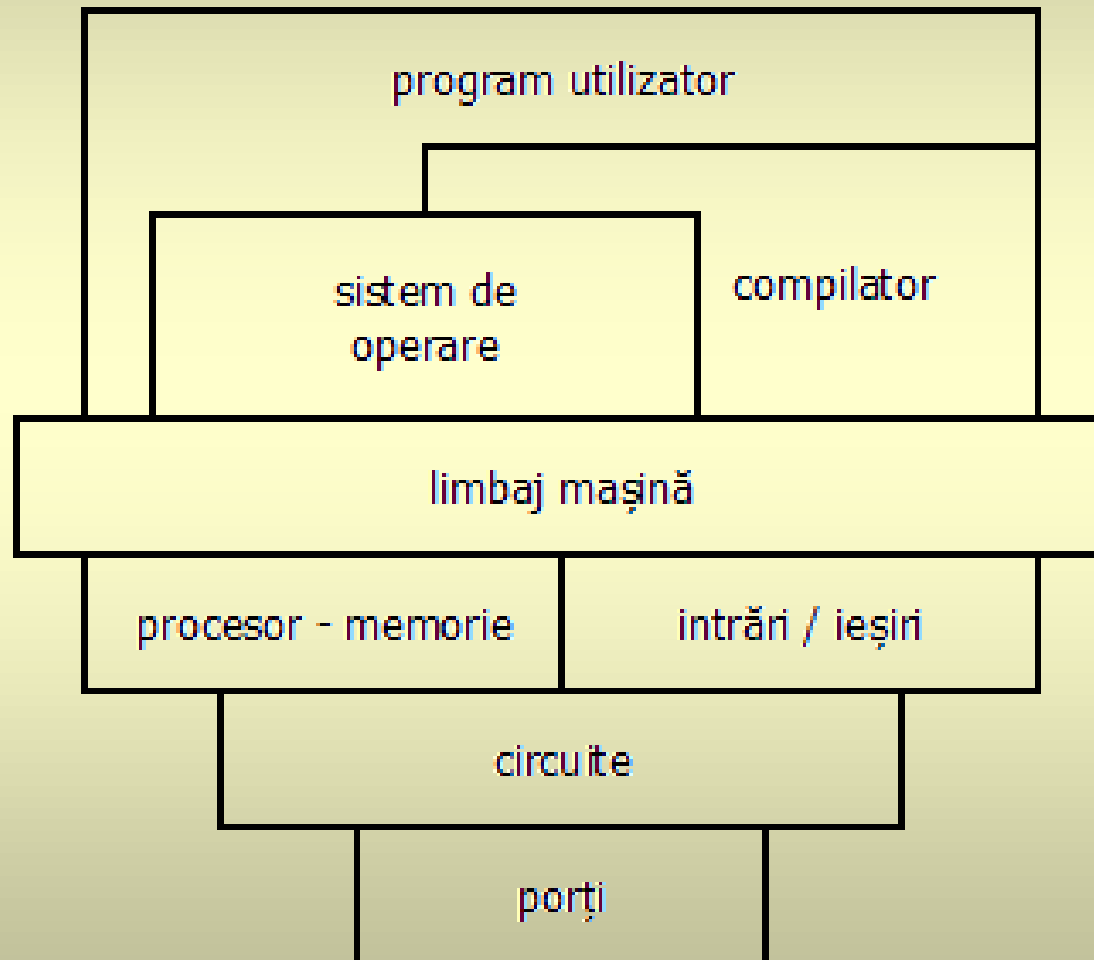 program utilizator
sistem de
operare
compilator
limbaj mașină
procesor - memorie
intrări / ieșiri
circuite
porți